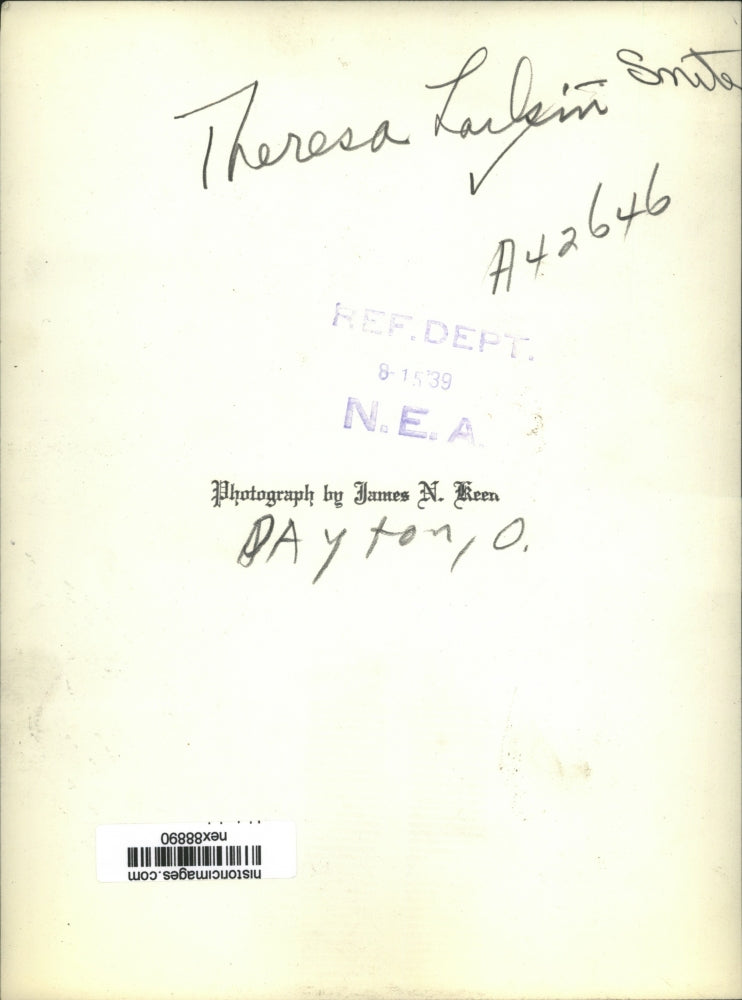 Theresa Larkin Smith
A42646
REF. DEPT.
8-15'39
N.E.A.
Photograph by James N. Keen
DAyton, O.
nex88890
historicimages.com